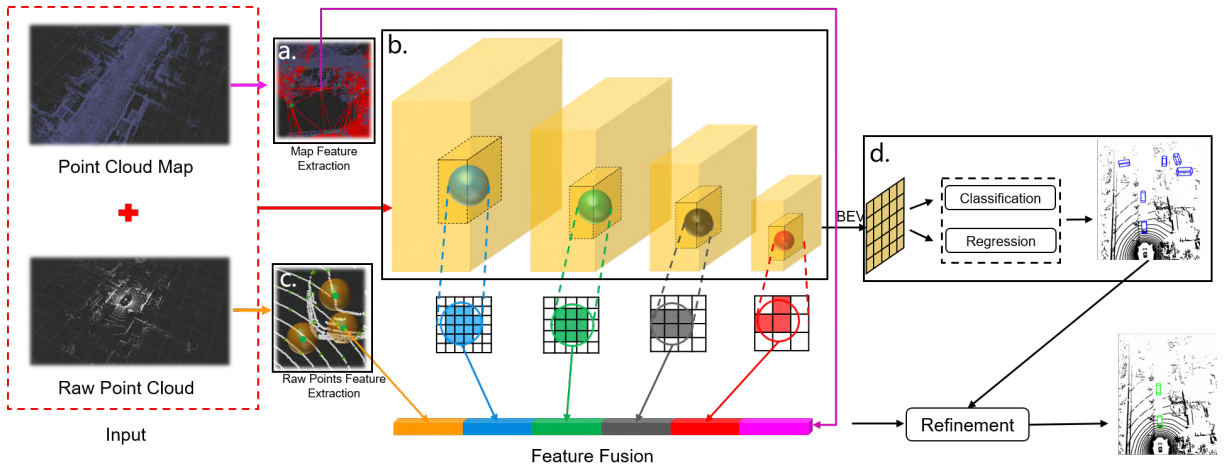 Point Cloud Map
Raw Point Cloud
Input
a.
Map Feature
Extraction
b.
c.
Raw Points Feature
Extraction
BEV
d.
Classification
Regression
Feature Fusion
Refinement